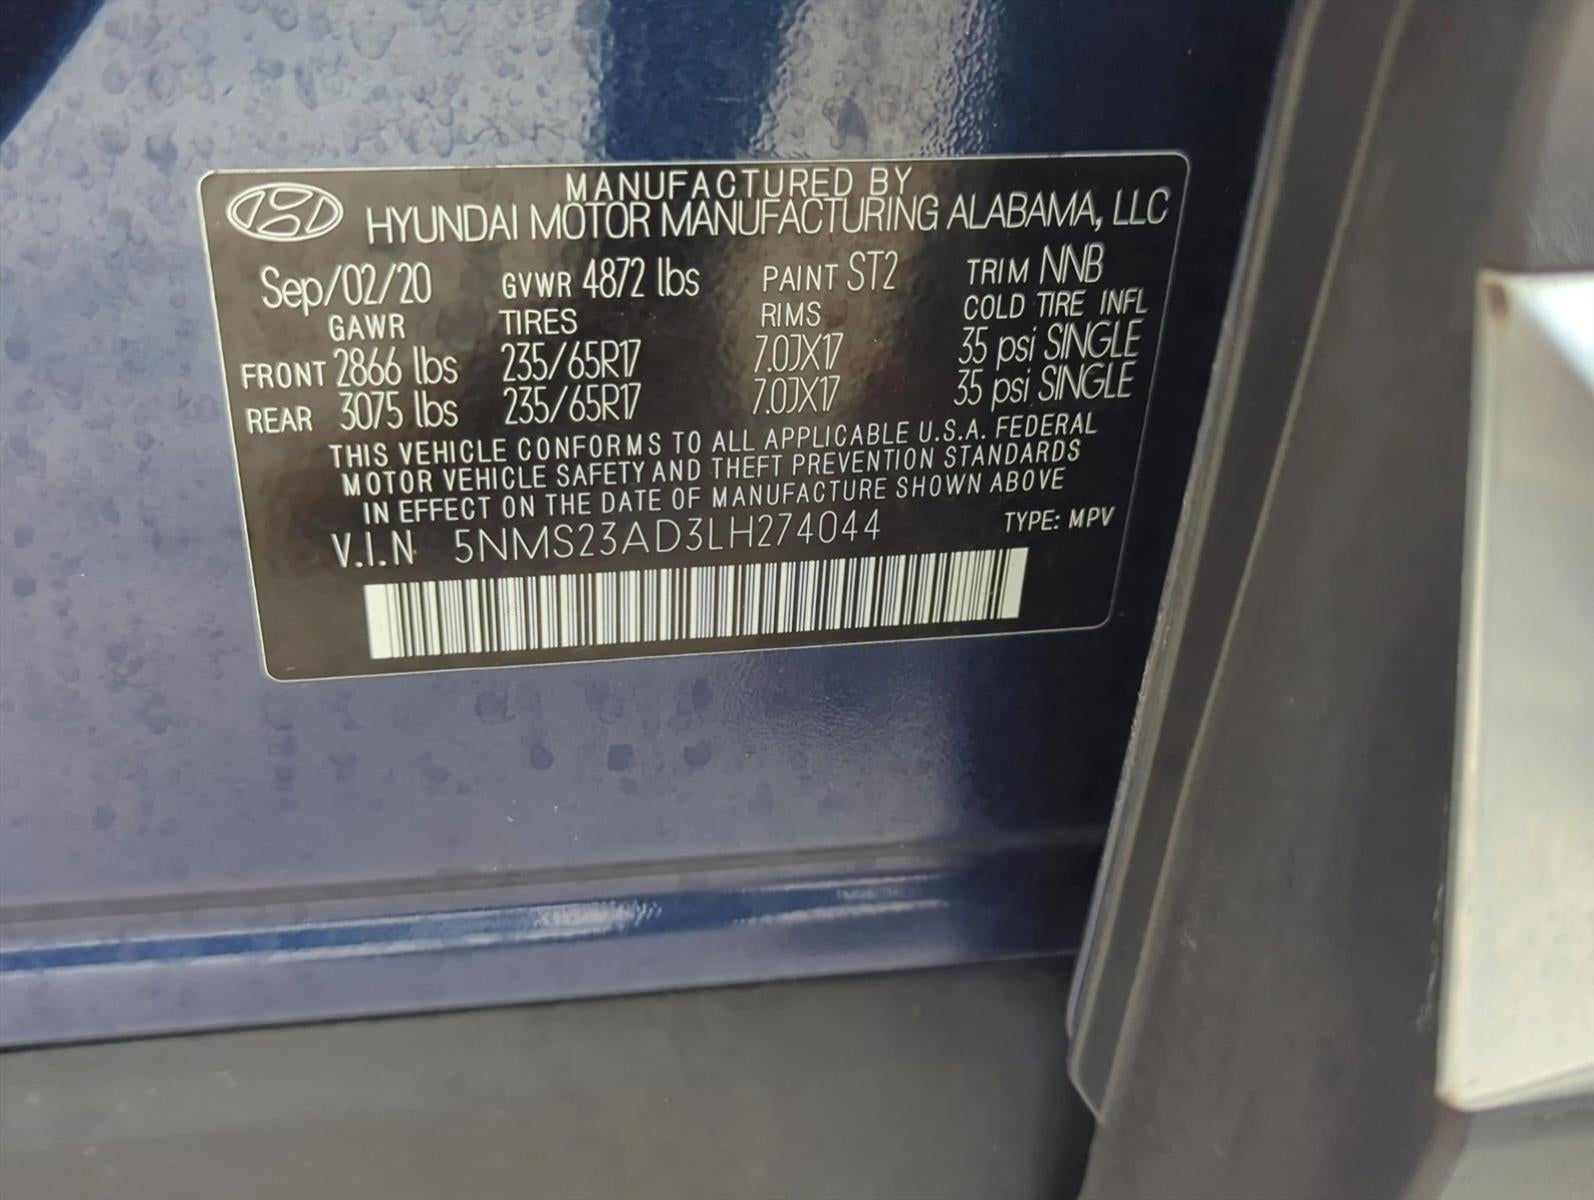 MANUFACTURED BY
HYUNDAI MOTOR MANUFACTURING ALABAMA, LLC
Sep/02/20 GVWR 4872 lbs PAINT ST2 TRIM NNB
GAWR TIRES RIMS COLD TIRE INFL
FRONT 2866 lbs 235/65R17 7.0JX17 35 psi SINGLE
REAR 3075 lbs 235/65R17 7.0JX17 35 psi SINGLE
THIS VEHICLE CONFORMS TO ALL APPLICABLE U.S.A. FEDERAL
MOTOR VEHICLE SAFETY AND THEFT PREVENTION STANDARDS
IN EFFECT ON THE DATE OF MANUFACTURE SHOWN ABOVE
V.I.N 5NMS23AD3LH274044 TYPE: MPV